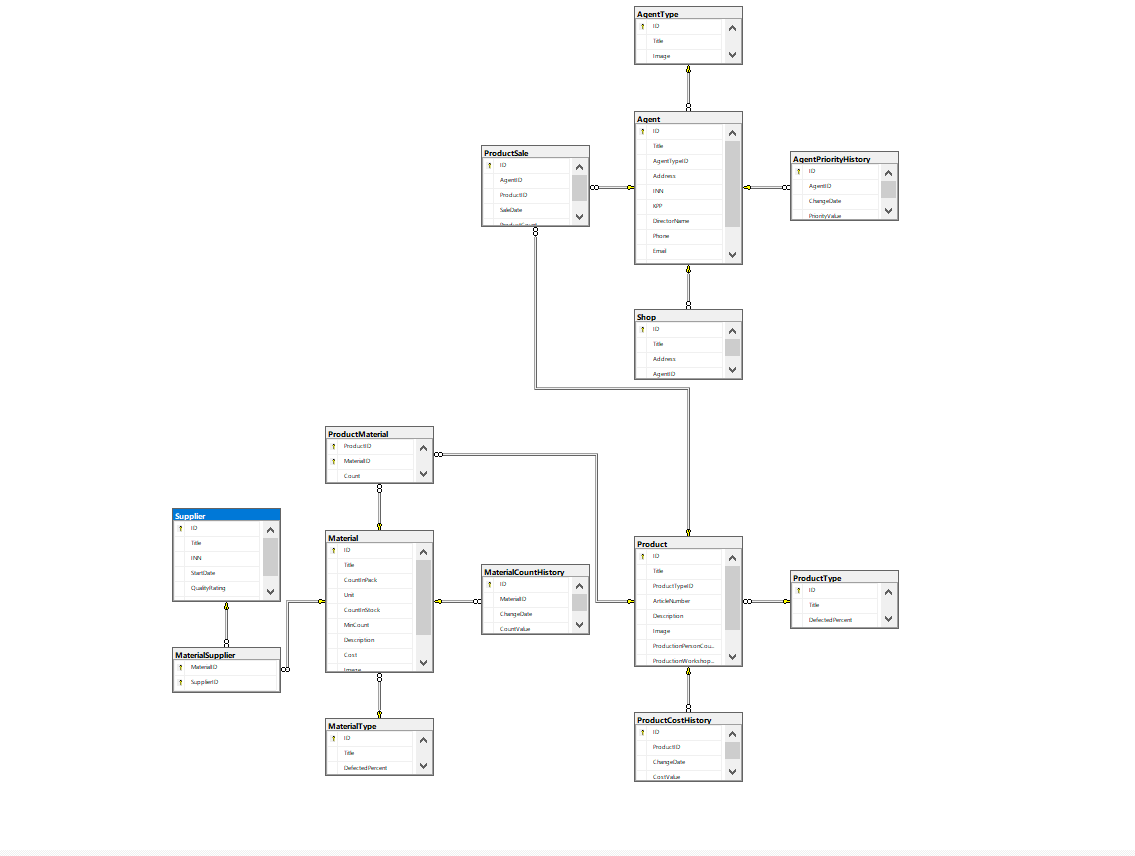 AgentType
ID
Title
Image
Agent
ID
Title
AgentTypeID
Address
INN
KPP
DirectorName
Phone
Email
ProductSale
ID
AgentID
ProductID
SaleDate
ProductCount
AgentPriorityHistory
ID
AgentID
ChangeDate
PriorityValue
Shop
ID
Title
Address
AgentID
ProductMaterial
ProductID
MaterialID
Count
Supplier
ID
Title
INN
StartDate
QualityRating
Material
ID
Title
CountInPack
Unit
CountInStock
MinCount
Description
Cost
Image
MaterialCountHistory
ID
MaterialID
ChangeDate
CountValue
Product
ID
Title
ProductTypeID
ArticleNumber
Description
Image
ProductionPersonCou...
ProductionWorkshop...
ProductType
ID
Title
DefectedPercent
MaterialSupplier
MaterialID
SupplierID
MaterialType
ID
Title
DefectedPercent
ProductCostHistory
ID
ProductID
ChangeDate
CostValue